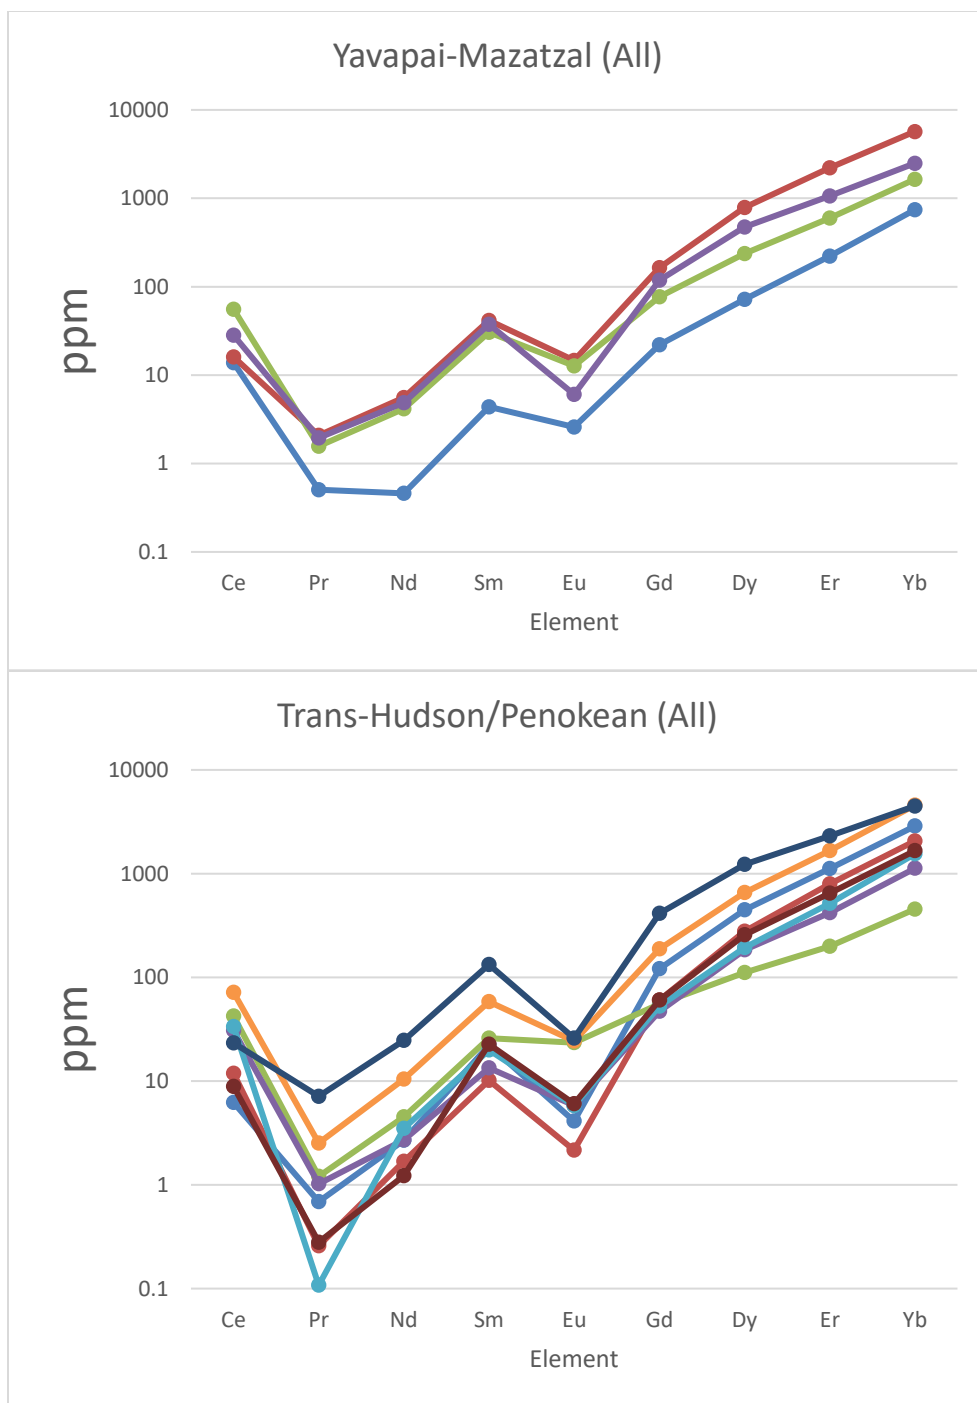 Yavapai-Mazatzal (All)
10000
1000
100
10
1
0.1
ppm
Ce Pr Nd Sm Eu Gd Dy Er Yb
Element
Trans-Hudson/Penokean (All)
10000
1000
100
10
1
0.1
ppm
Ce Pr Nd Sm Eu Gd Dy Er Yb
Element